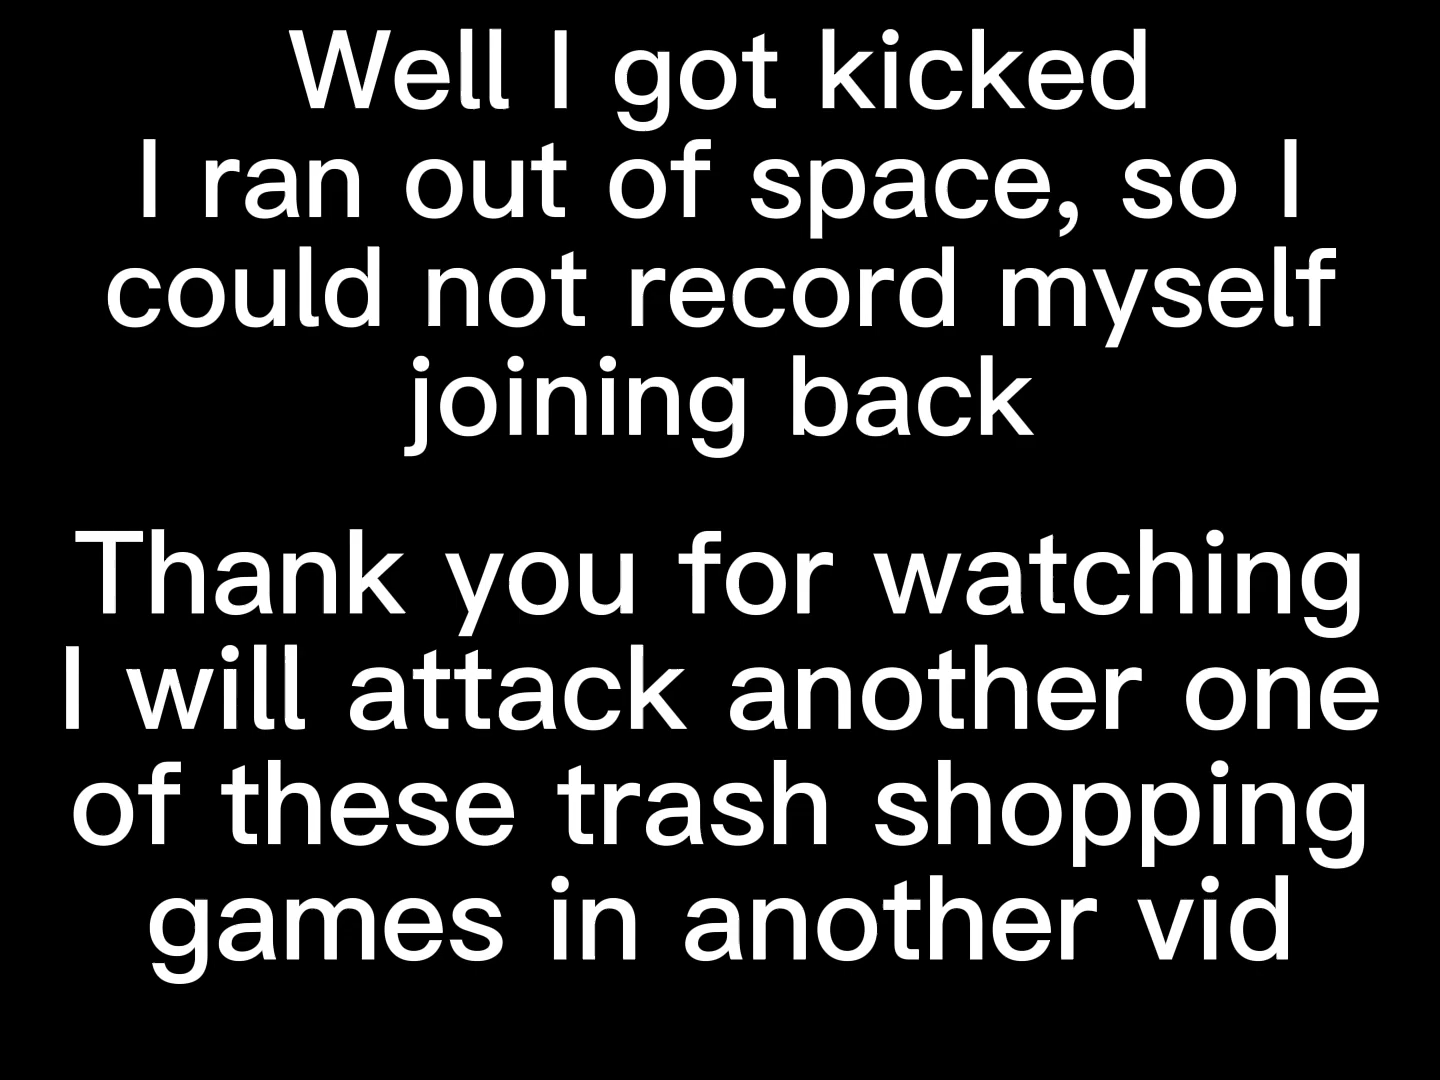 Well I got kicked
I ran out of space, so I
could not record myself
joining back
Thank you for watching
I will attack another one
of these trash shopping
games in another vid